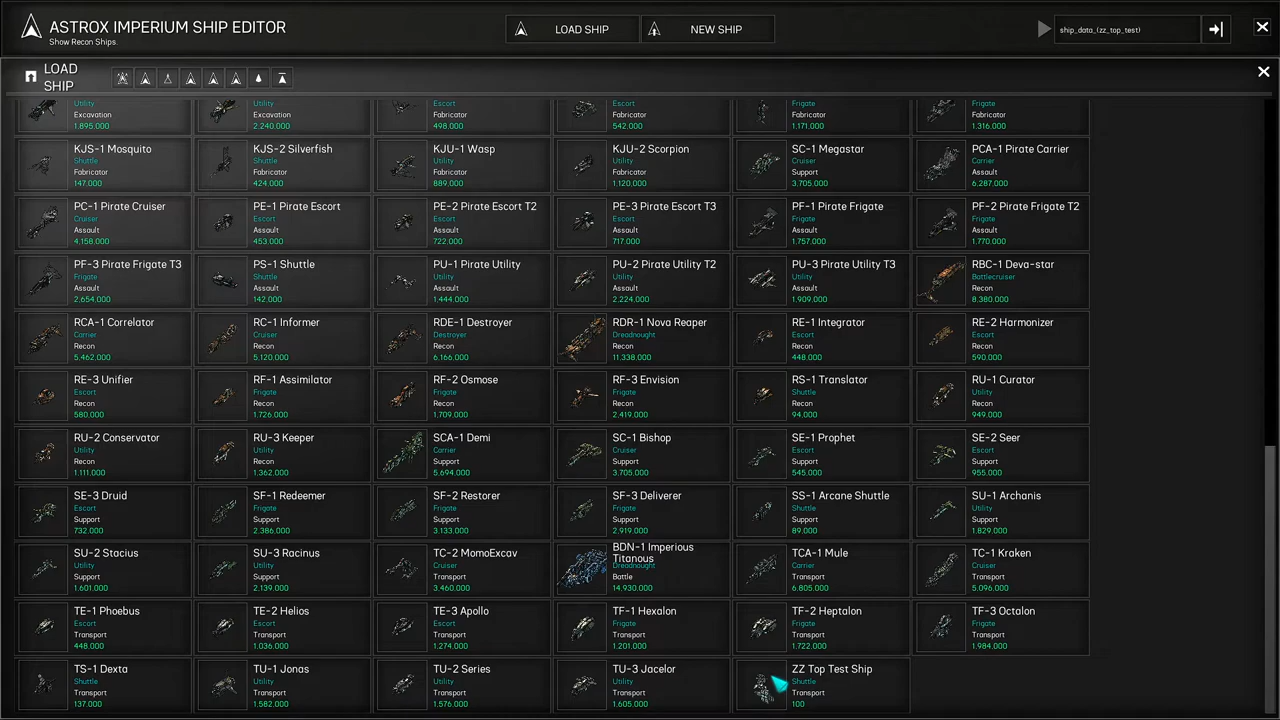 ASTROX IMPERIUM SHIP EDITOR
Show Recon Ships.
LOAD SHIP
NEW SHIP
ship_data_(zz_top_test)
LOAD
SHIP
Utility
Excavation
1.895.000
Utility
Excavation
2.240.000
Escort
Fabricator
498.000
Escort
Fabricator
542.000
Frigate
Fabricator
1.171.000
Frigate
Fabricator
1.316.000
KJS-1 Mosquito
Shuttle
Fabricator
147.000
KJS-2 Silverfish
Shuttle
Fabricator
424.000
KJU-1 Wasp
Utility
Fabricator
889.000
KJU-2 Scorpion
Utility
Fabricator
1.120.000
SC-1 Megastar
Cruiser
Support
3.705.000
PCA-1 Pirate Carrier
Carrier
Assault
6.287.000
PC-1 Pirate Cruiser
Cruiser
Assault
4.158.000
PE-1 Pirate Escort
Escort
Assault
453.000
PE-2 Pirate Escort T2
Escort
Assault
722.000
PE-3 Pirate Escort T3
Escort
Assault
717.000
PF-1 Pirate Frigate
Frigate
Assault
1.757.000
PF-2 Pirate Frigate T2
Frigate
Assault
1.770.000
PF-3 Pirate Frigate T3
Frigate
Assault
2.654.000
PS-1 Shuttle
Shuttle
Assault
142.000
PU-1 Pirate Utility
Utility
Assault
1.444.000
PU-2 Pirate Utility T2
Utility
Assault
2.224.000
PU-3 Pirate Utility T3
Utility
Assault
1.909.000
RBC-1 Deva-star
Battlecruiser
Recon
8.380.000
RCA-1 Correlator
Carrier
Recon
5.462.000
RC-1 Informer
Cruiser
Recon
5.120.000
RDE-1 Destroyer
Destroyer
Recon
6.166.000
RDR-1 Nova Reaper
Dreadnought
Recon
11.338.000
RE-1 Integrator
Escort
Recon
448.000
RE-2 Harmonizer
Escort
Recon
590.000
RE-3 Unifier
Escort
Recon
580.000
RF-1 Assimilator
Frigate
Recon
1.726.000
RF-2 Osmose
Frigate
Recon
1.709.000
RF-3 Envision
Frigate
Recon
2.419.000
RS-1 Translator
Shuttle
Recon
94.000
RU-1 Curator
Utility
Recon
949.000
RU-2 Conservator
Utility
Recon
1.111.000
RU-3 Keeper
Utility
Recon
1.362.000
SCA-1 Demi
Carrier
Support
5.694.000
SC-1 Bishop
Cruiser
Support
3.705.000
SE-1 Prophet
Escort
Support
545.000
SE-2 Seer
Escort
Support
955.000
SE-3 Druid
Escort
Support
732.000
SF-1 Redeemer
Frigate
Support
2.386.000
SF-2 Restorer
Frigate
Support
3.133.000
SF-3 Deliverer
Frigate
Support
2.919.000
SS-1 Arcane Shuttle
Shuttle
Support
89.000
SU-1 Archanis
Utility
Support
1.829.000
SU-2 Stacius
Utility
Support
1.601.000
SU-3 Racinus
Utility
Support
2.139.000
TC-2 MomoExcav
Cruiser
Transport
3.460.000
BDN-1 Imperious
Titanous
Dreadnought
Battle
14.930.000
TCA-1 Mule
Carrier
Transport
6.805.000
TC-1 Kraken
Cruiser
Transport
5.096.000
TE-1 Phoebus
Escort
Transport
448.000
TE-2 Helios
Escort
Transport
1.036.000
TE-3 Apollo
Escort
Transport
1.274.000
TF-1 Hexalon
Frigate
Transport
1.201.000
TF-2 Heptalon
Frigate
Transport
1.722.000
TF-3 Octalon
Frigate
Transport
1.984.000
TS-1 Dexta
Shuttle
Transport
137.000
TU-1 Jonas
Utility
Transport
1.582.000
TU-2 Series
Utility
Transport
1.576.000
TU-3 Jacelor
Utility
Transport
1.605.000
ZZ Top Test Ship
Shuttle
Transport
100